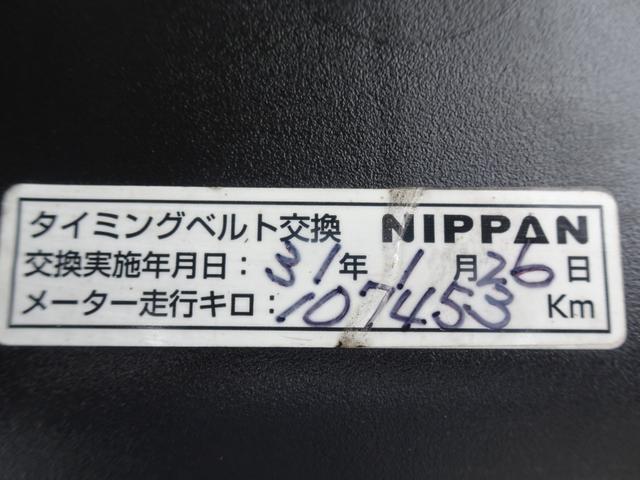 タイミングベルト交換 NIPPAN
交換実施年月日：31年 1月26日
メーター走行キロ：107453 Km